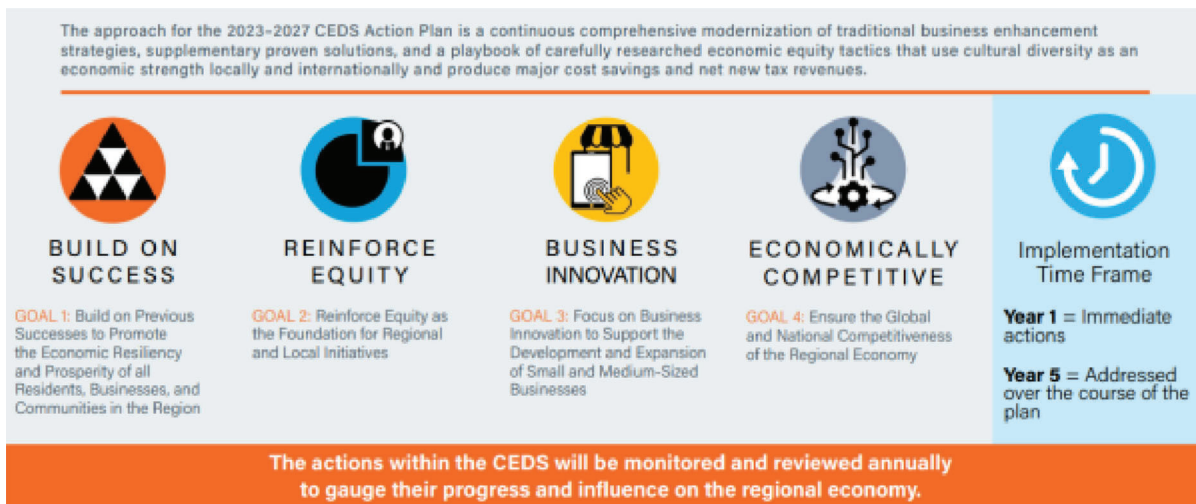 The approach for the 2023-2027 CEDS Action Plan is a continuous comprehensive modernization of traditional business enhancement
strategies, supplementary proven solutions, and a playbook of carefully researched economic equity tactics that use cultural diversity as an
economic strength locally and internationally and produce major cost savings and net new tax revenues.
BUILD ON
SUCCESS
GOAL 1: Build on Previous
Successes to Promote
the Economic Resiliency
and Prosperity of all
Residents, Businesses, and
Communities in the Region
REINFORCE
EQUITY
GOAL 2: Reinforce Equity as
the Foundation for Regional
and Local Initiatives
BUSINESS
INNOVATION
GOAL 3: Focus on Business
Innovation to Support the
Development and Expansion
of Small and Medium-Sized
Businesses
ECONOMICALLY
COMPETITIVE
GOAL 4: Ensure the Global
and National Competitiveness
of the Regional Economy
Implementation
Time Frame
Year 1 = Immediate
actions
Year 5 = Addressed
over the course of the
plan
The actions within the CEDS will be monitored and reviewed annually
to gauge their progress and influence on the regional economy.